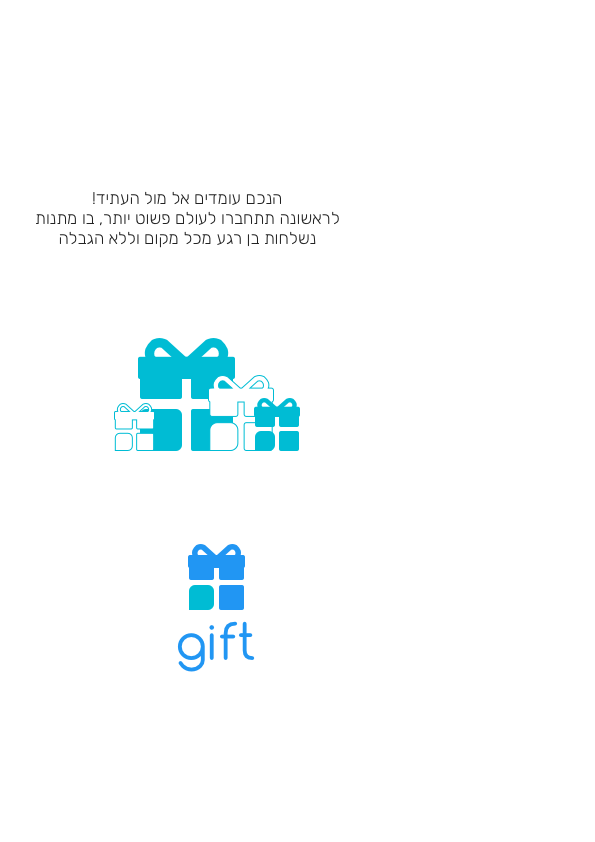 הנכם עומדים אל מול העתיד!
לראשונה תתחברו לעולם פשוט יותר, בו מתנות
נשלחות בן רגע מכל מקום וללא הגבלה
gift